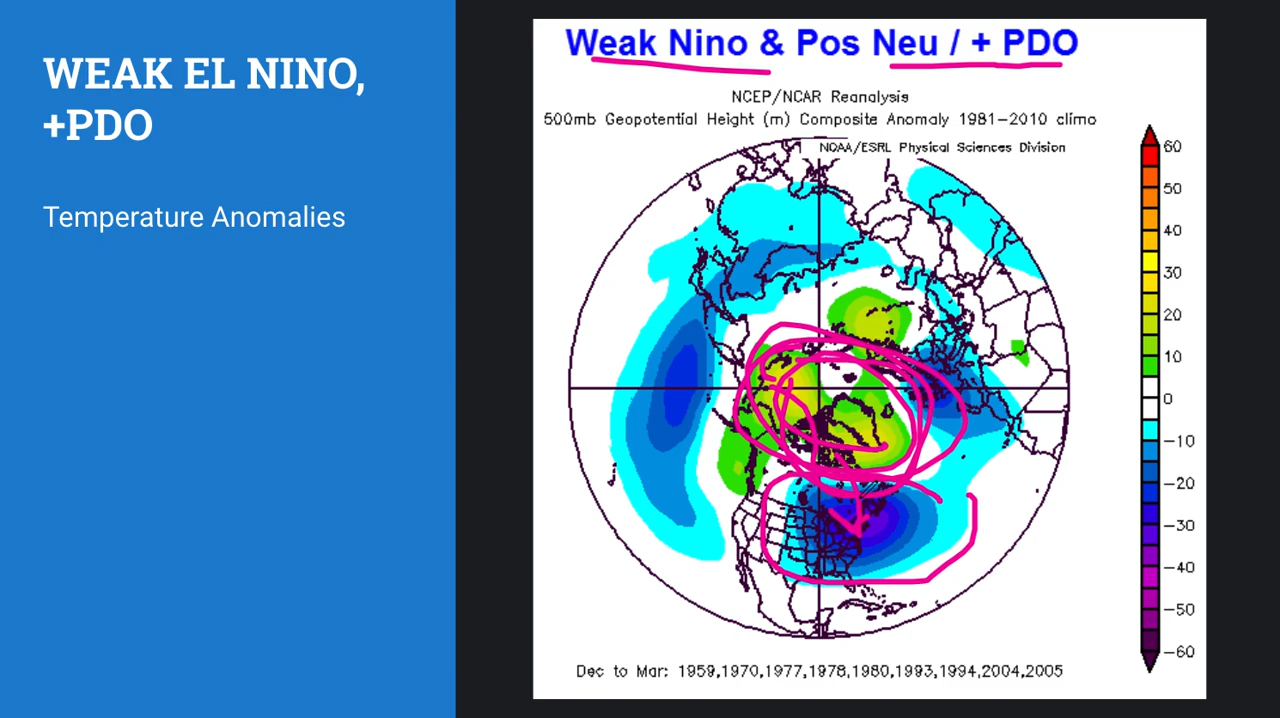 WEAK EL NINO,
+PDO
Temperature Anomalies
Weak Nino & Pos Neu / + PDO
NCEP/NCAR Reanalysis
500mb Geopotential Height (m) Composite Anomaly 1981-2010 climo
NOAA/ESRL Physical Sciences Division
60
50
40
30
20
10
0
-10
-20
-30
-40
-50
-60
Dec to Mar: 1959,1970,1977,1978,1980,1993,1994,2004,2005